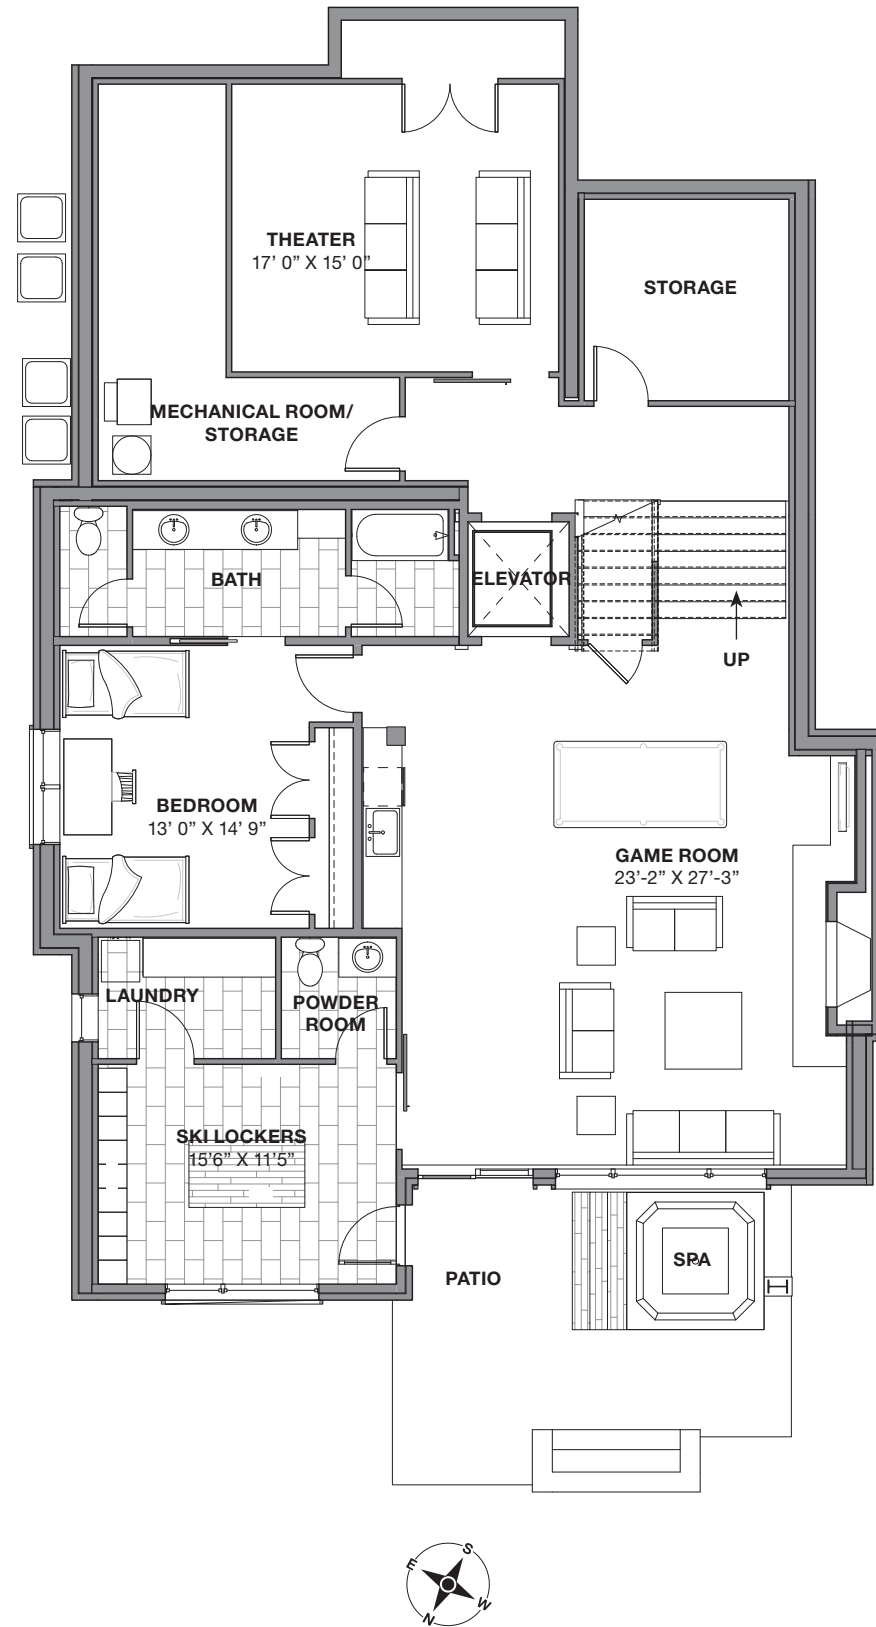 THEATER
17’ 0” X 15’ 0”
STORAGE
MECHANICAL ROOM/
STORAGE
BATH
ELEVATOR
UP
BEDROOM
13’ 0” X 14’ 9”
GAME ROOM
23’-2” X 27’-3”
LAUNDRY
POWDER
ROOM
SKI LOCKERS
15’6” X 11’5”
PATIO
SPA
S
E
W
N